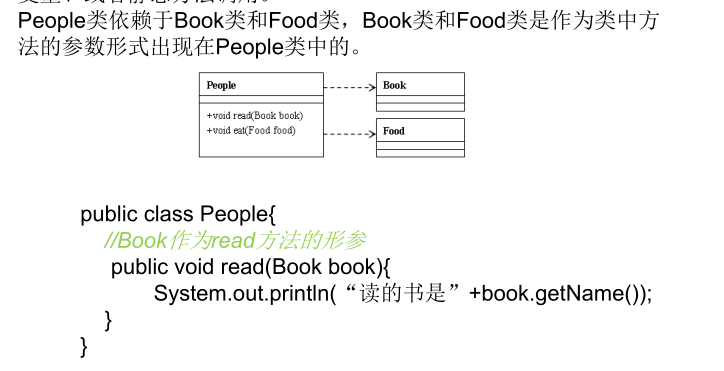 People类依赖于Book类和Food类，Book类和Food类是作为类中方
法的参数形式出现在People类中的。
People
Book
+void read(Book book)
+void eat(Food food)
Food
public class People{
//Book作为read方法的形参
public void read(Book book){
System.out.println(“读的书是”+book.getName());
}
}